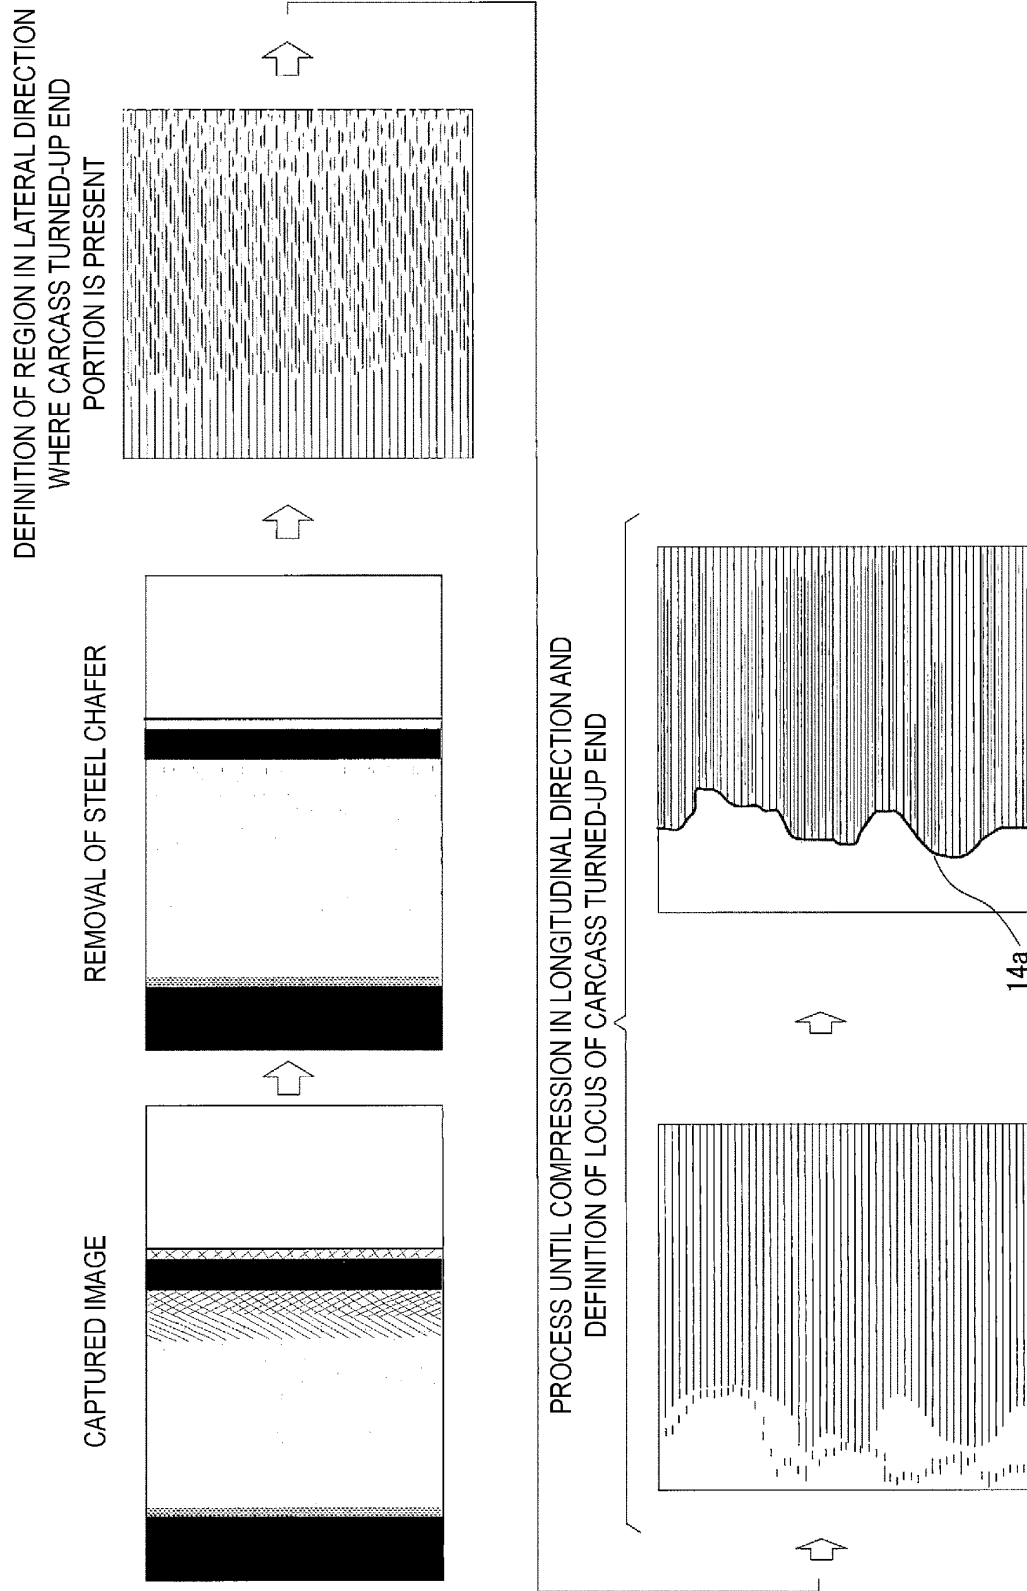 CAPTURED IMAGE
REMOVAL OF STEEL CHAFER
DEFINITION OF REGION IN LATERAL DIRECTION
WHERE CARCASS TURNED-UP END
PORTION IS PRESENT
PROCESS UNTIL COMPRESSION IN LONGITUDINAL DIRECTION AND
DEFINITION OF LOCUS OF CARCASS TURNED-UP END
14a